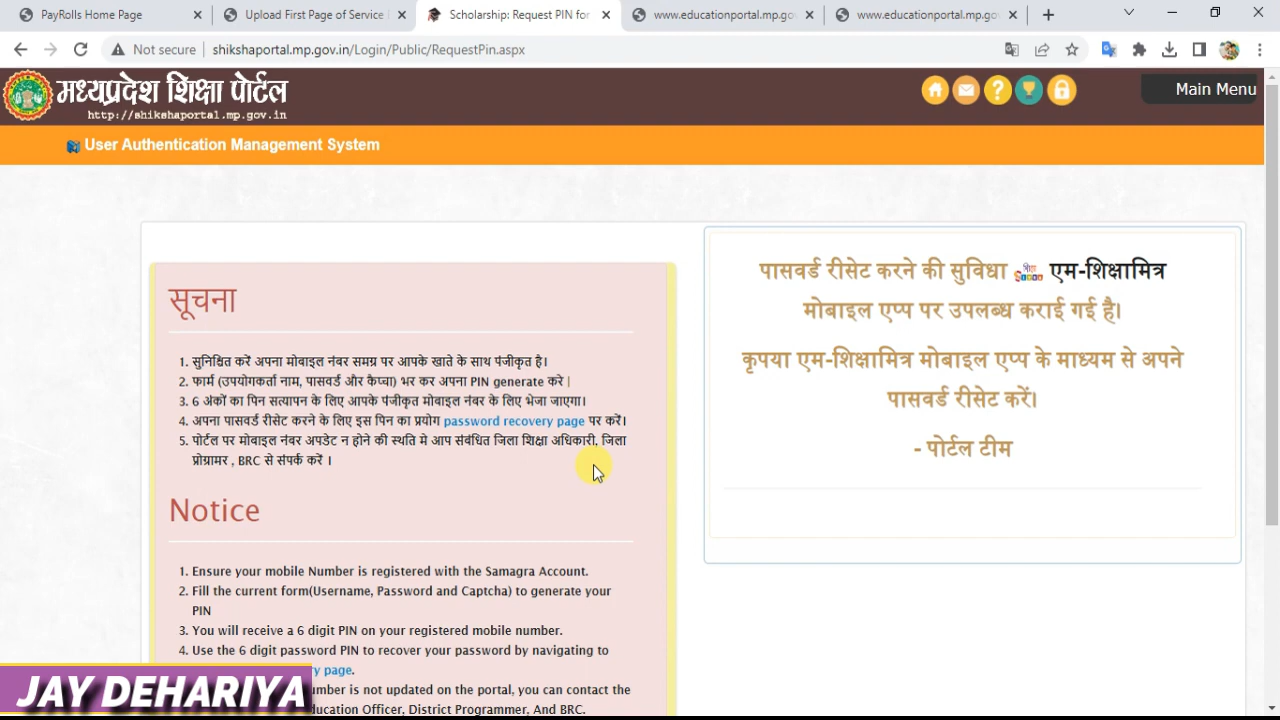 PayRolls Home Page
Upload First Page of Service
Scholarship: Request PIN for
www.educationportal.mp.go
www.educationportal.mp.go
Not secure
shikshaportal.mp.gov.in/Login/Public/RequestPin.aspx
मध्यप्रदेश शिक्षा पोर्टल
http://shikshaportal.mp.gov.in
Main Menu
User Authentication Management System
सूचना
1. सुनिश्चित करें अपना मोबाइल नंबर समग्र पर आपके खाते के साथ पंजीकृत है।
2. फार्म (उपयोगकर्ता नाम, पासवर्ड और कैप्चा) भर कर अपना PIN generate करे |
3. 6 अंकों का पिन सत्यापन के लिए आपके पंजीकृत मोबाइल नंबर के लिए भेजा जाएगा।
4. अपना पासवर्ड रीसेट करने के लिए इस पिन का प्रयोग password recovery page पर करें।
5. पोर्टल पर मोबाइल नंबर अपडेट न होने की स्थति मे आप संबंधित जिला शिक्षा अधिकारी, जिला
प्रोग्रामर , BRC से संपर्क करें ।
Notice
1. Ensure your mobile Number is registered with the Samagra Account.
2. Fill the current form(Username, Password and Captcha) to generate your
PIN
3. You will receive a 6 digit PIN on your registered mobile number.
4. Use the 6 digit password PIN to recover your password by navigating to
page.
number is not updated on the portal, you can contact the
Education Officer, District Programmer, And BRC.
पासवर्ड रीसेट करने की सुविधा एम-शिक्षामित्र
मोबाइल एप्प पर उपलब्ध कराई गई है।
कृपया एम-शिक्षामित्र मोबाइल एप्प के माध्यम से अपने
पासवर्ड रीसेट करें।
- पोर्टल टीम
JAY DEHARIYA